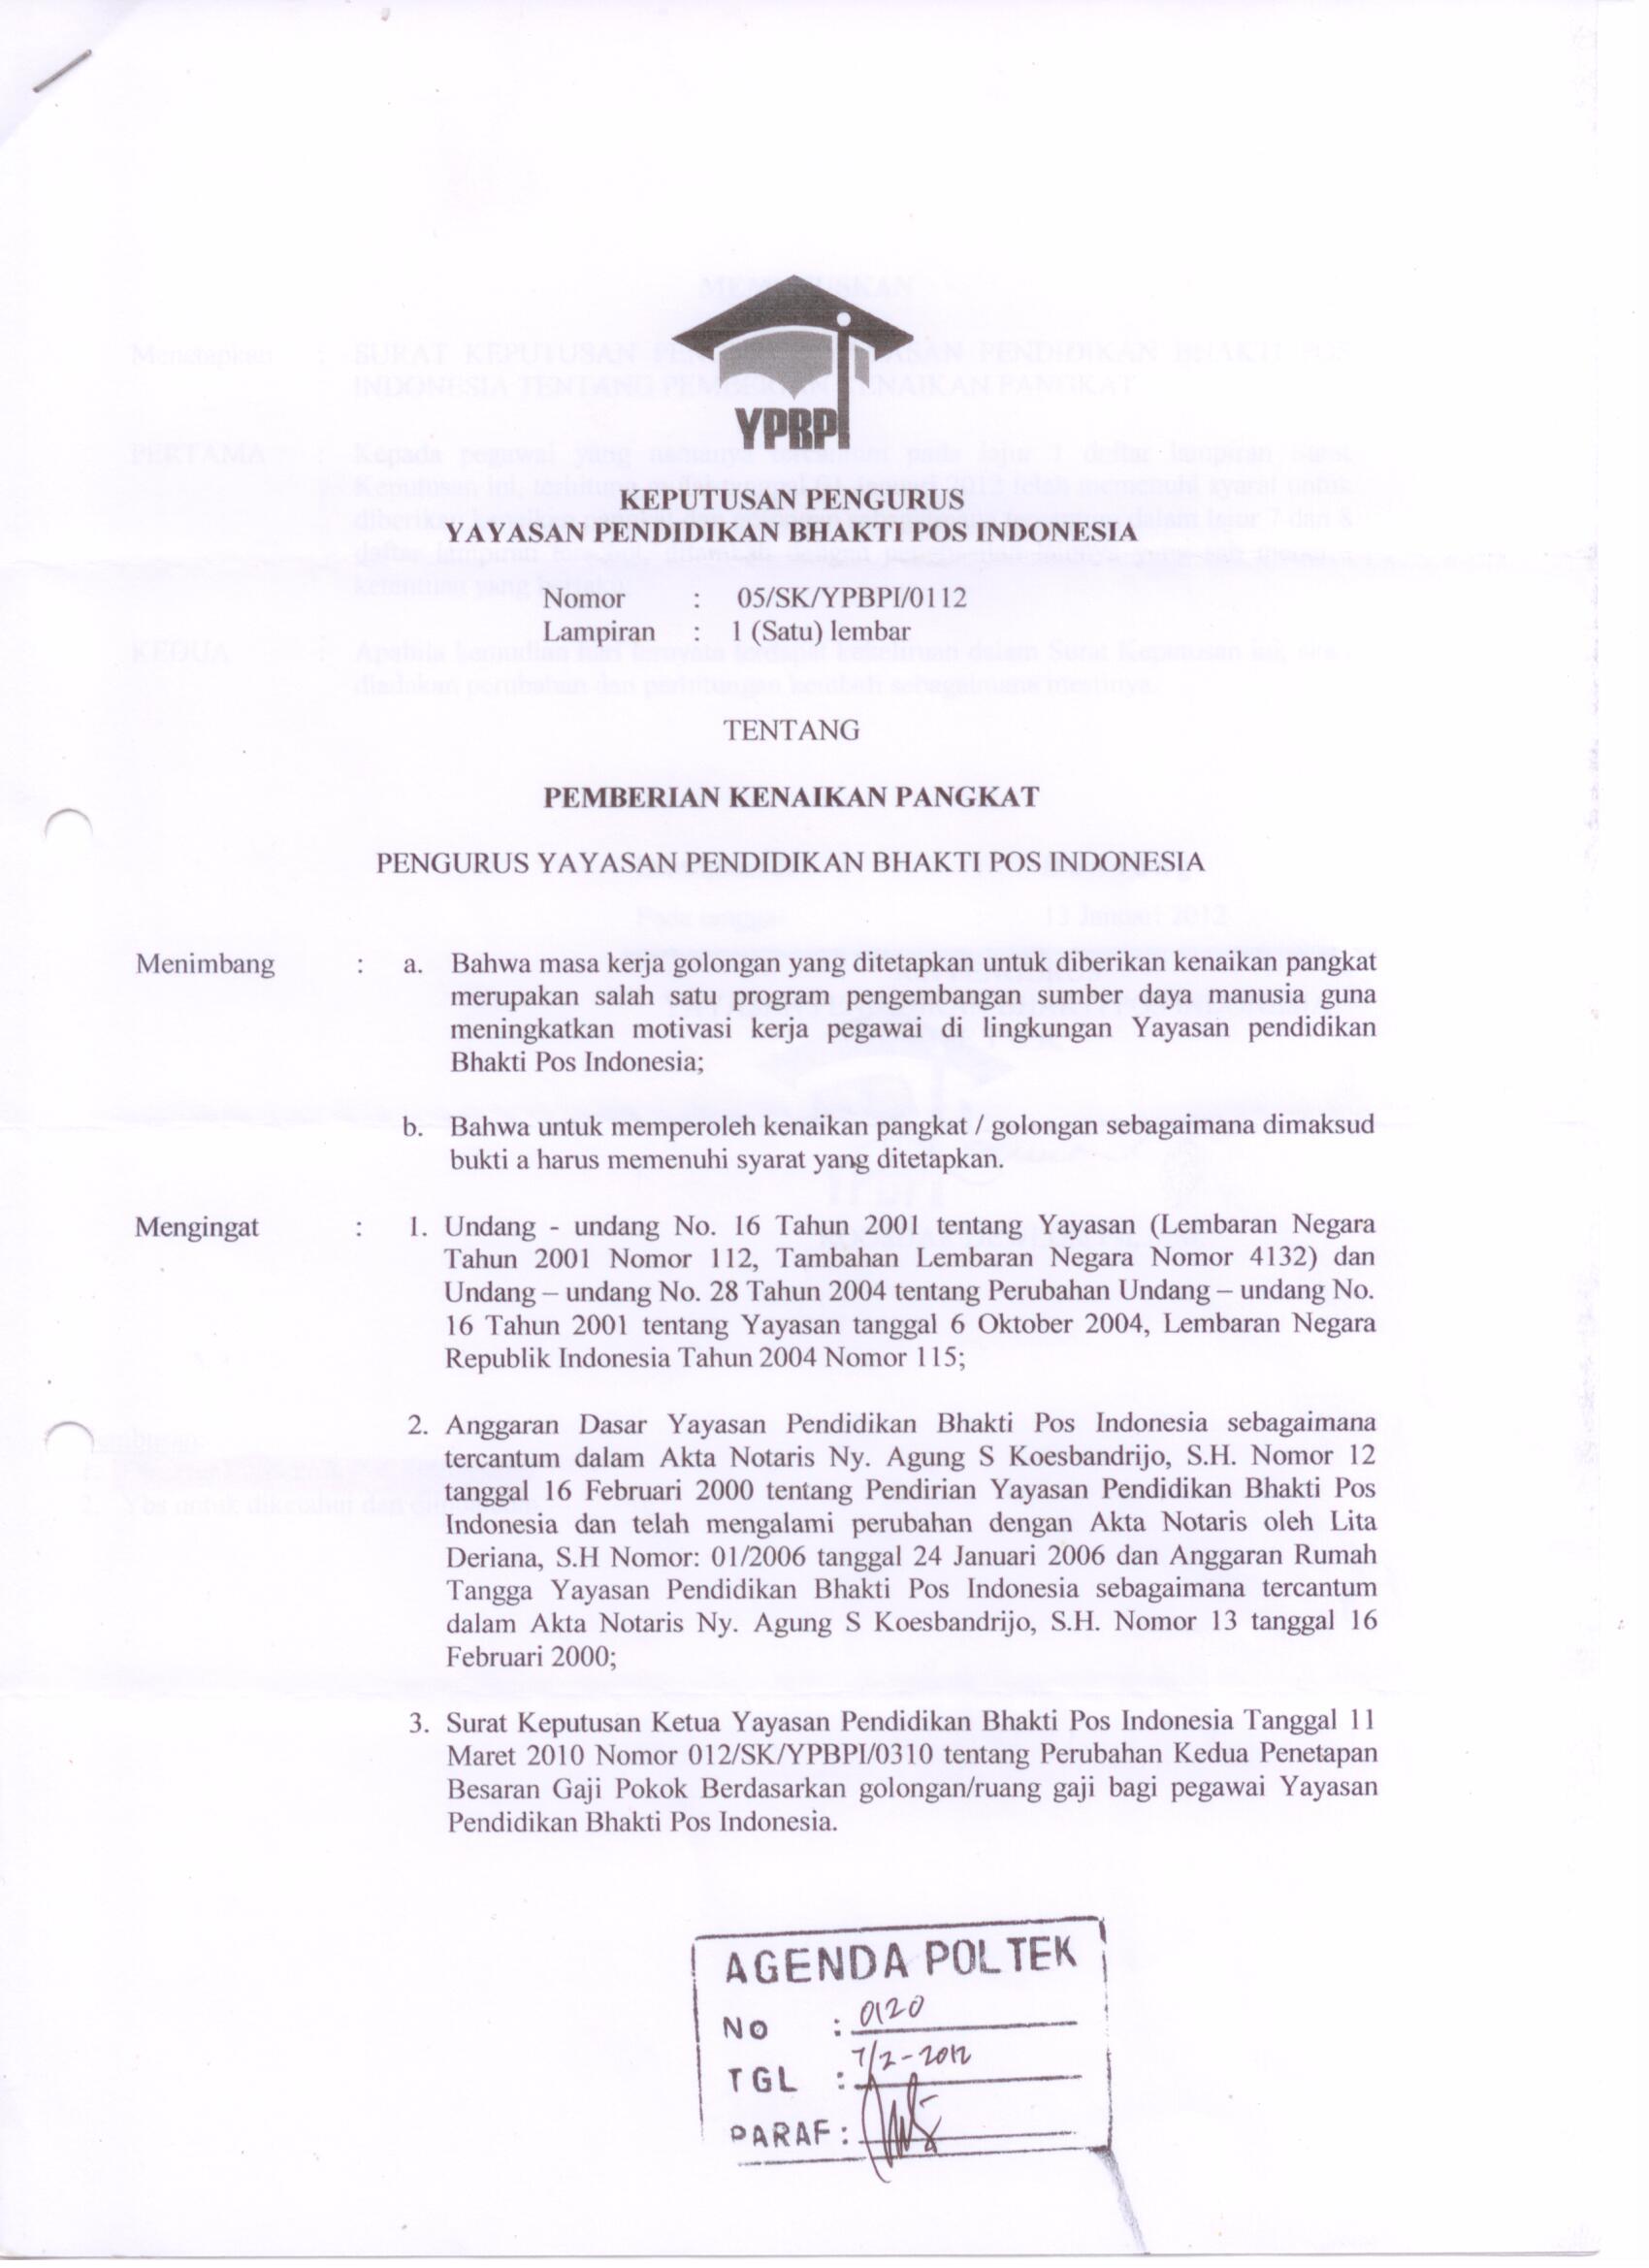 YPBPI
KEPUTUSAN PENGURUS
YAYASAN PENDIDIKAN BHAKTI POS INDONESIA
Nomor : 05/SK/YPBPI/0112
Lampiran : 1 (Satu) lembar
TENTANG
PEMBERIAN KENAIKAN PANGKAT
PENGURUS YAYASAN PENDIDIKAN BHAKTI POS INDONESIA
Menimbang : a. Bahwa masa kerja golongan yang ditetapkan untuk diberikan kenaikan pangkat
merupakan salah satu program pengembangan sumber daya manusia guna
meningkatkan motivasi kerja pegawai di lingkungan Yayasan pendidikan
Bhakti Pos Indonesia;
b. Bahwa untuk memperoleh kenaikan pangkat / golongan sebagaimana dimaksud
bukti a harus memenuhi syarat yang ditetapkan.
Mengingat : 1. Undang - undang No. 16 Tahun 2001 tentang Yayasan (Lembaran Negara
Tahun 2001 Nomor 112, Tambahan Lembaran Negara Nomor 4132) dan
Undang – undang No. 28 Tahun 2004 tentang Perubahan Undang – undang No.
16 Tahun 2001 tentang Yayasan tanggal 6 Oktober 2004, Lembaran Negara
Republik Indonesia Tahun 2004 Nomor 115;
2. Anggaran Dasar Yayasan Pendidikan Bhakti Pos Indonesia sebagaimana
tercantum dalam Akta Notaris Ny. Agung S Koesbandrijo, S.H. Nomor 12
tanggal 16 Februari 2000 tentang Pendirian Yayasan Pendidikan Bhakti Pos
Indonesia dan telah mengalami perubahan dengan Akta Notaris oleh Lita
Deriana, S.H Nomor: 01/2006 tanggal 24 Januari 2006 dan Anggaran Rumah
Tangga Yayasan Pendidikan Bhakti Pos Indonesia sebagaimana tercantum
dalam Akta Notaris Ny. Agung S Koesbandrijo, S.H. Nomor 13 tanggal 16
Februari 2000;
3. Surat Keputusan Ketua Yayasan Pendidikan Bhakti Pos Indonesia Tanggal 11
Maret 2010 Nomor 012/SK/YPBPI/0310 tentang Perubahan Kedua Penetapan
Besaran Gaji Pokok Berdasarkan golongan/ruang gaji bagi pegawai Yayasan
Pendidikan Bhakti Pos Indonesia.
AGENDA POLTEK
No : 0120
TGL : 7/2-2012
PARAF :